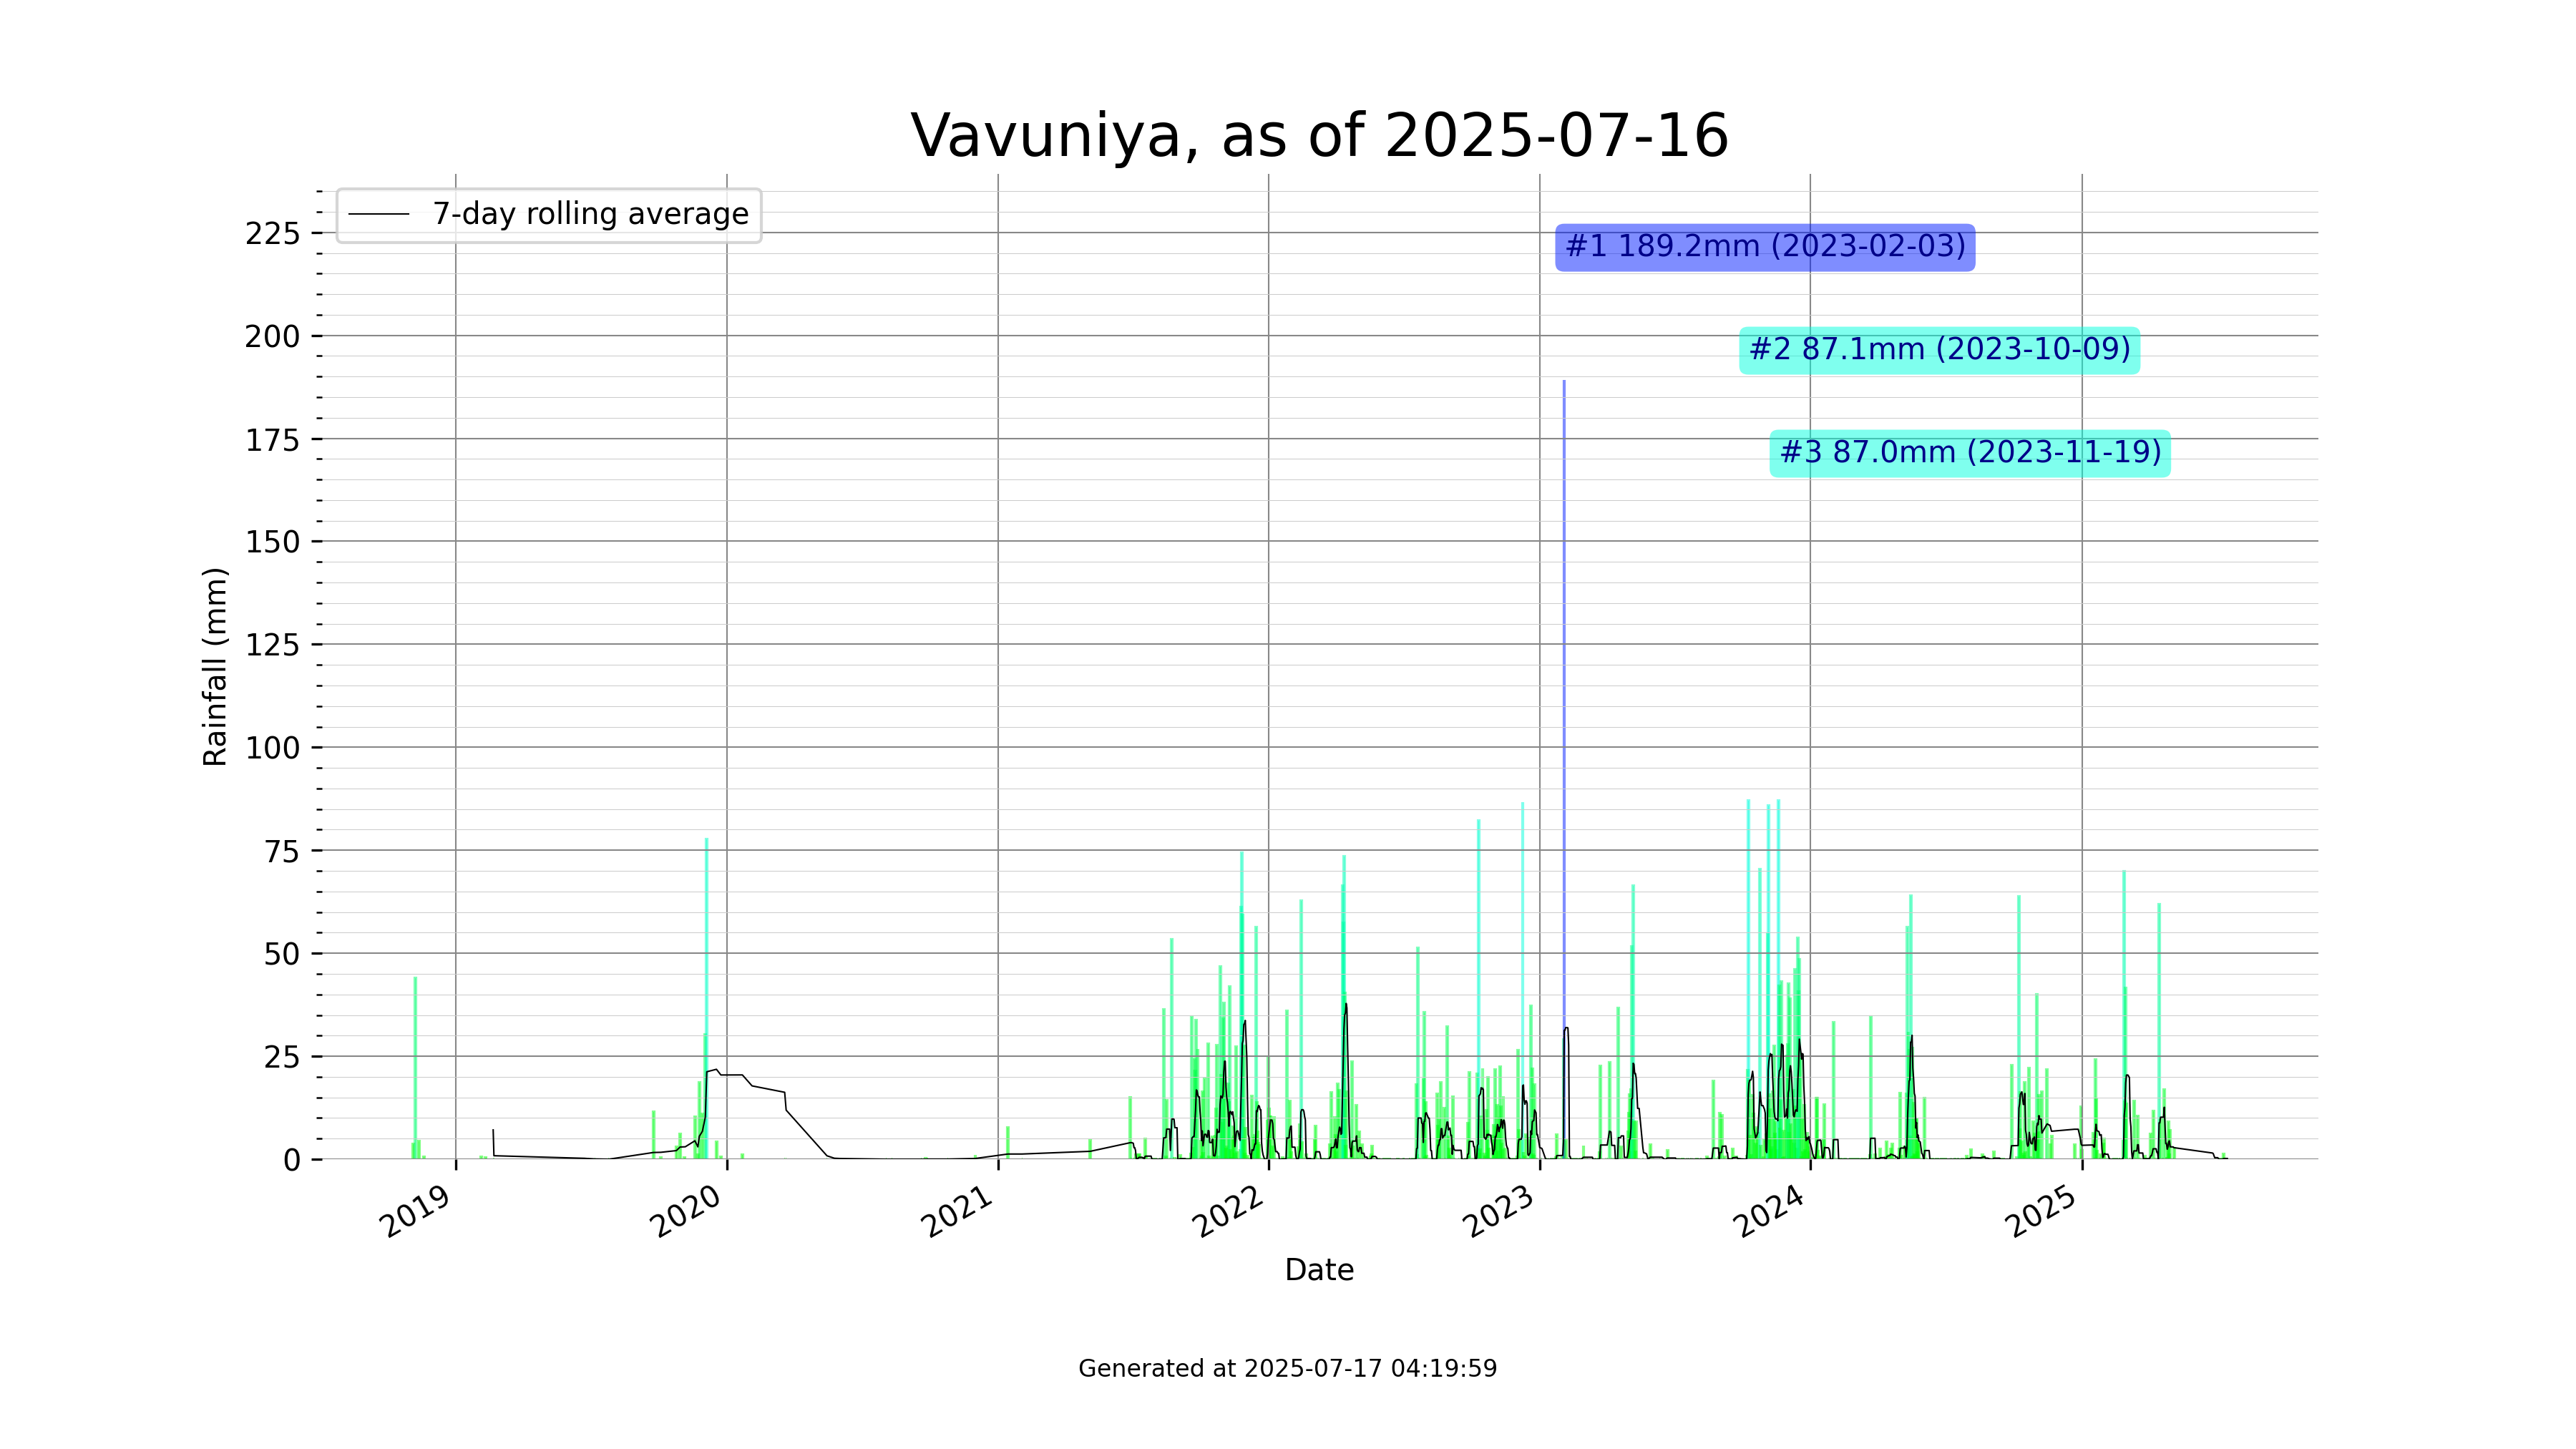 Vavuniya, as of 2025-07-16
7-day rolling average
#1 189.2mm (2023-02-03)
#2 87.1mm (2023-10-09)
#3 87.0mm (2023-11-19)
225
200
175
150
125
100
75
50
25
0
Rainfall (mm)
2019
2020
2021
2022
2023
2024
2025
Date
Generated at 2025-07-17 04:19:59